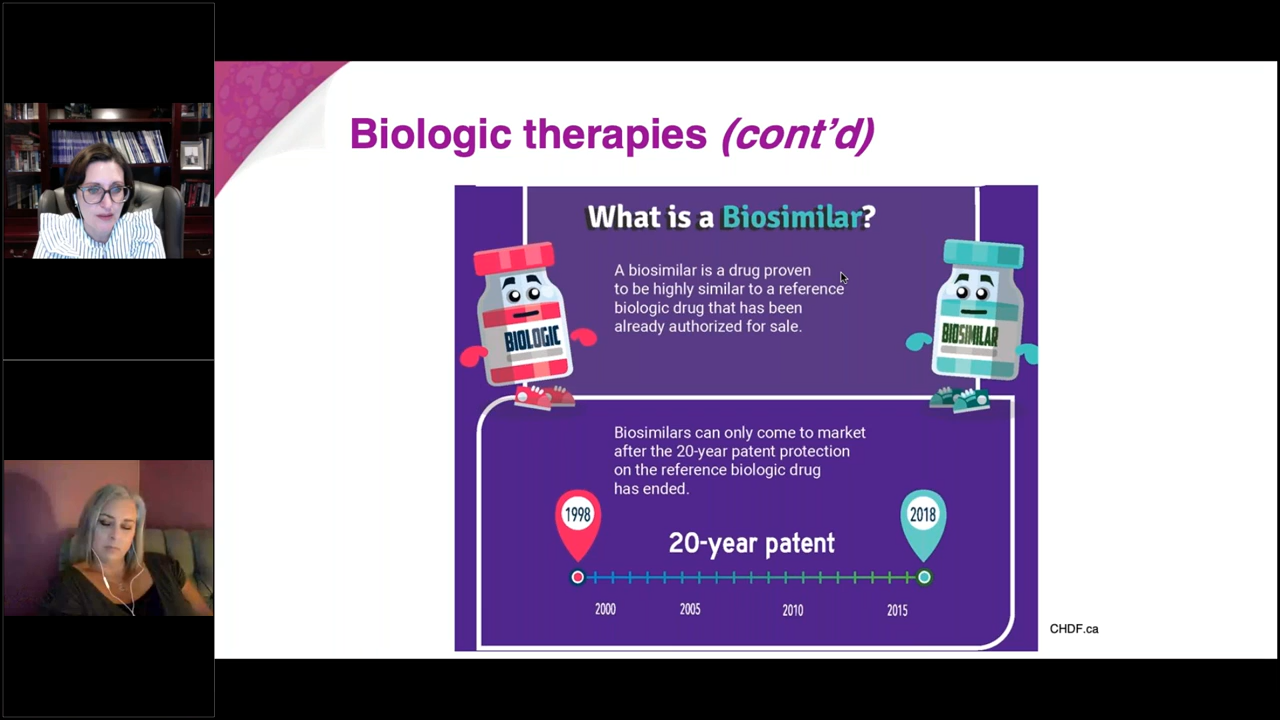 Biologic therapies (cont’d)
What is a Biosimilar?
A biosimilar is a drug proven
to be highly similar to a reference
biologic drug that has been
already authorized for sale.
BIOLOGIC
BIOSIMILAR
Biosimilars can only come to market
after the 20-year patent protection
on the reference biologic drug
has ended.
1998
2018
20-year patent
2000
2005
2010
2015
CHDF.ca